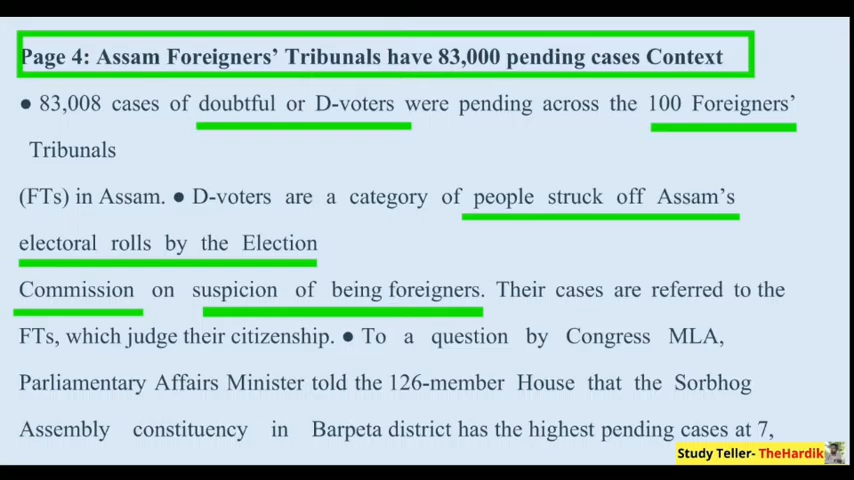 Page 4: Assam Foreigners’ Tribunals have 83,000 pending cases Context
● 83,008 cases of doubtful or D-voters were pending across the 100 Foreigners’
Tribunals
(FTs) in Assam. ● D-voters are a category of people struck off Assam’s
electoral rolls by the Election
Commission on suspicion of being foreigners. Their cases are referred to the
FTs, which judge their citizenship. ● To a question by Congress MLA,
Parliamentary Affairs Minister told the 126-member House that the Sorbhog
Assembly constituency in Barpeta district has the highest pending cases at 7,
Study Teller- TheHardik